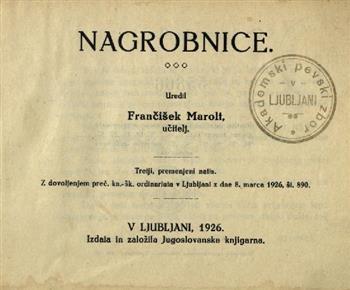 NAGROBNICE.
Uredil
Frančišek Marolt,
učitelj.
Akademski pevski zbor
V
LJUBLJANI
Tretji, premenjeni natis.
Z dovoljenjem preč. kn.-šk. ordinariata v Ljubljani z dne 8. marca 1926, št. 890.
V LJUBLJANI, 1926.
Izdala in založila Jugoslovanska knjigarna.